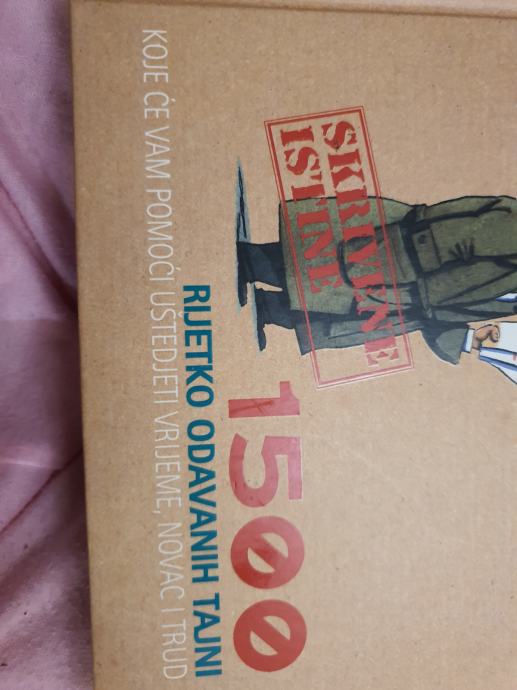 SKRIVENE
ISTINE
1500
RIJETKO ODAVANIH TAJNI
KOJE ĆE VAM POMOĆI UŠTEDJETI VRIJEME, NOVAC I TRUD